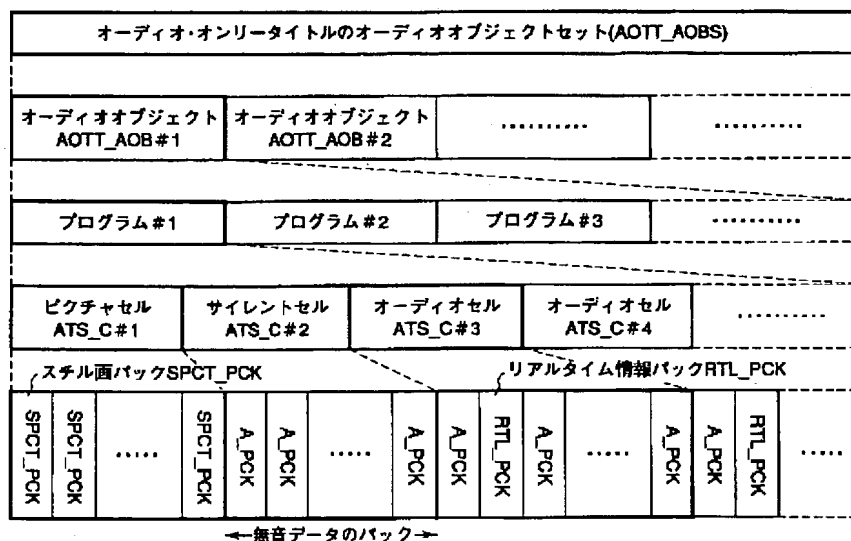 オーディオ・オンリータイトルのオーディオオブジェクトセット(AOTT_AOBS)
オーディオオブジェクト
AOTT_AOB#1
オーディオオブジェクト
AOTT_AOB#2
プログラム#1
プログラム#2
プログラム#3
ピクチャセル
ATS_C#1
サイレントセル
ATS_C#2
オーディオセル
ATS_C#3
オーディオセル
ATS_C#4
スチル画パックSPCT_PCK
リアルタイム情報パックRTL_PCK
SPCT_PCK
SPCT_PCK
SPCT_PCK
A_PCK
A_PCK
A_PCK
A_PCK
RTL_PCK
A_PCK
A_PCK
A_PCK
RTL_PCK
無音データのパック